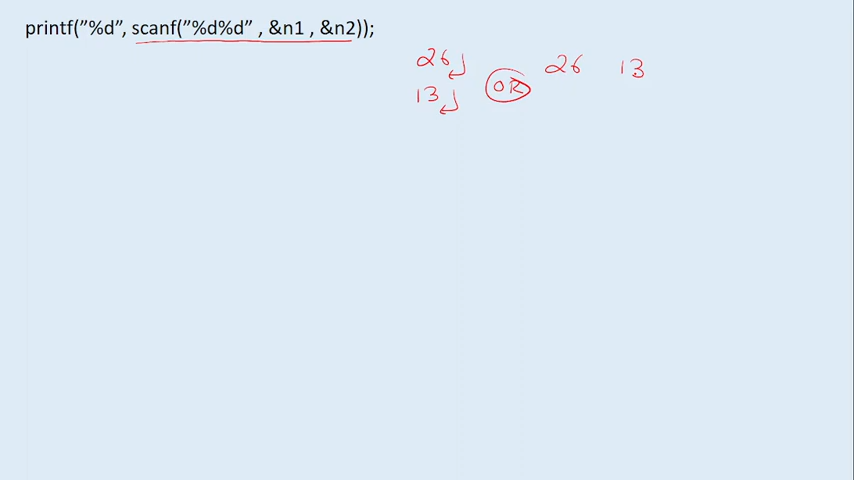 printf(”%d”, scanf(”%d%d” , &n1 , &n2));
26 ↵
13 ↵
OR
26 13